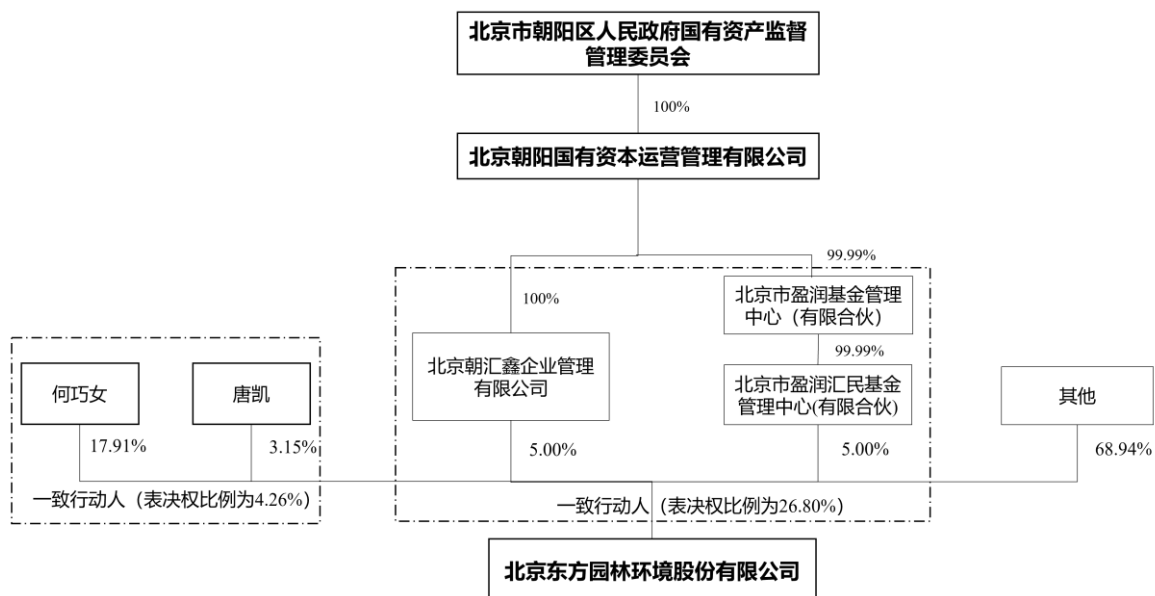 北京市朝阳区人民政府国有资产监督
管理委员会
100%
北京朝阳国有资本运营管理有限公司
99.99%
北京市盈润基金管理
中心（有限合伙）
100%
99.99%
北京朝汇鑫企业管理
有限公司
北京市盈润汇民基金
管理中心(有限合伙)
何巧女
唐凯
其他
17.91%
3.15%
5.00%
5.00%
68.94%
一致行动人（表决权比例为4.26%）
一致行动人（表决权比例为26.80%）
北京东方园林环境股份有限公司